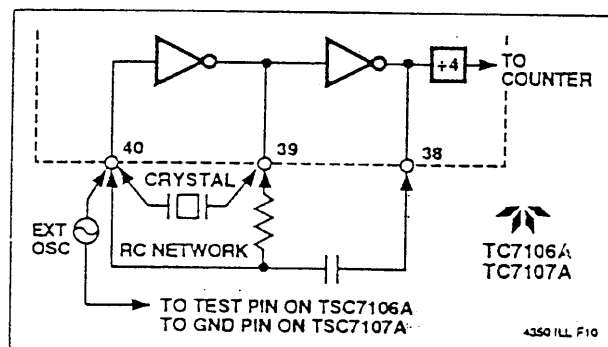 ÷4
TO
COUNTER
40
39
38
CRYSTAL
EXT
OSC
RC NETWORK
TC7106A
TC7107A
TO TEST PIN ON TSC7106A
TO GND PIN ON TSC7107A
4350 ILL F10